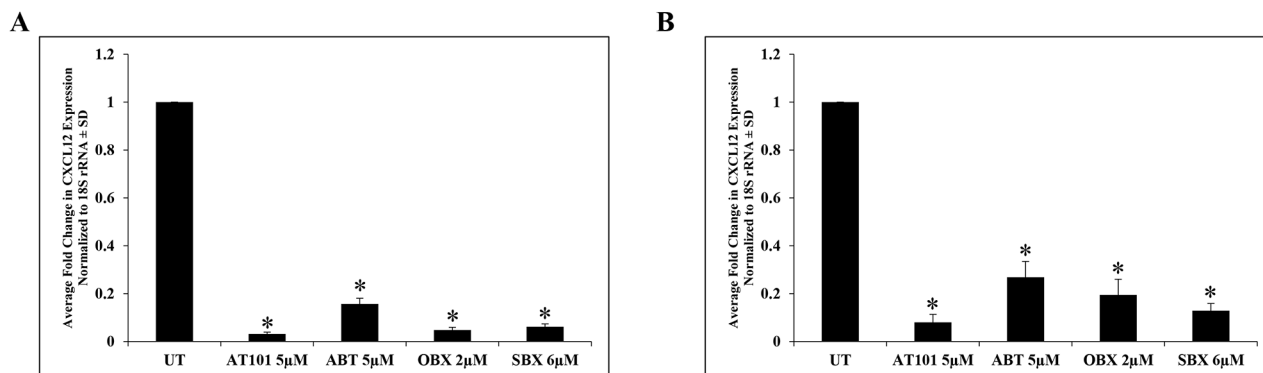 A
Average Fold Change in CXCL12 Expression
Normalized to 18S rRNA ± SD
1.2
1
0.8
0.6
0.4
0.2
0
*
*
*
*
UT
AT101 5µM
ABT 5µM
OBX 2µM
SBX 6µM
B
Average Fold Change in CXCL12 Expression
Normalized to 18S rRNA ± SD
1.2
1
0.8
0.6
0.4
0.2
0
*
*
*
*
UT
AT101 5µM
ABT 5µM
OBX 2µM
SBX 6µM